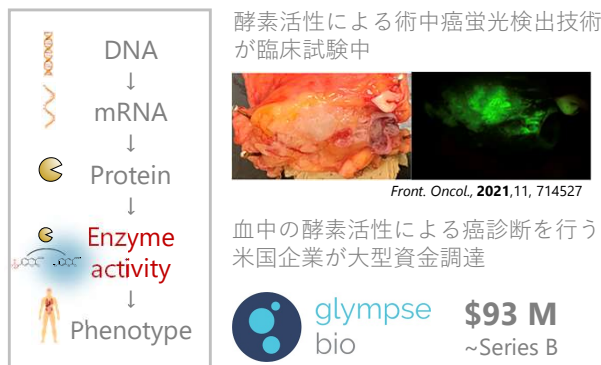 DNA
↓
mRNA
↓
Protein
↓
Enzyme
activity
↓
Phenotype
酵素活性による術中癌蛍光検出技術
が臨床試験中
Front. Oncol., 2021,11, 714527
血中の酵素活性による癌診断を行う
米国企業が大型資金調達
glympse
bio
$93 M
~Series B